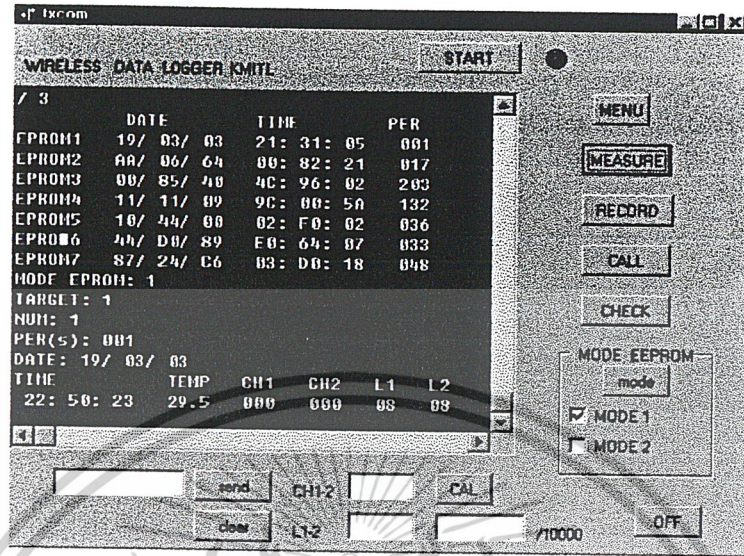 txcom
START
WIRELESS DATA LOGGER KMITL
/ 3
DATE TIME PER
EPROM1 19/ 03/ 03 21: 31: 05 001
EPROM2 AA/ 06/ 64 00: 82: 21 017
EPROM3 00/ 85/ 40 4C: 96: 02 203
EPROM4 11/ 11/ 09 9C: 00: 5A 132
EPROM5 10/ 44/ 00 02: F0: 02 036
EPRO 6 44/ D0/ 89 E0: 64: 07 033
EPROM7 87/ 24/ C6 03: D0: 18 048
MODE EPROM: 1
TARGET: 1
NUM: 1
PER(s): 001
DATE: 19/ 03/ 03
TIME TEMP CH1 CH2 L1 L2
22: 50: 23 29.5 000 000 08 08
MENU
MEASURE
RECORD
CALL
CHECK
MODE EEPROM
mode
MODE 1
MODE 2
send CH1-2 CAL
clear L1-2 /10000 OFF